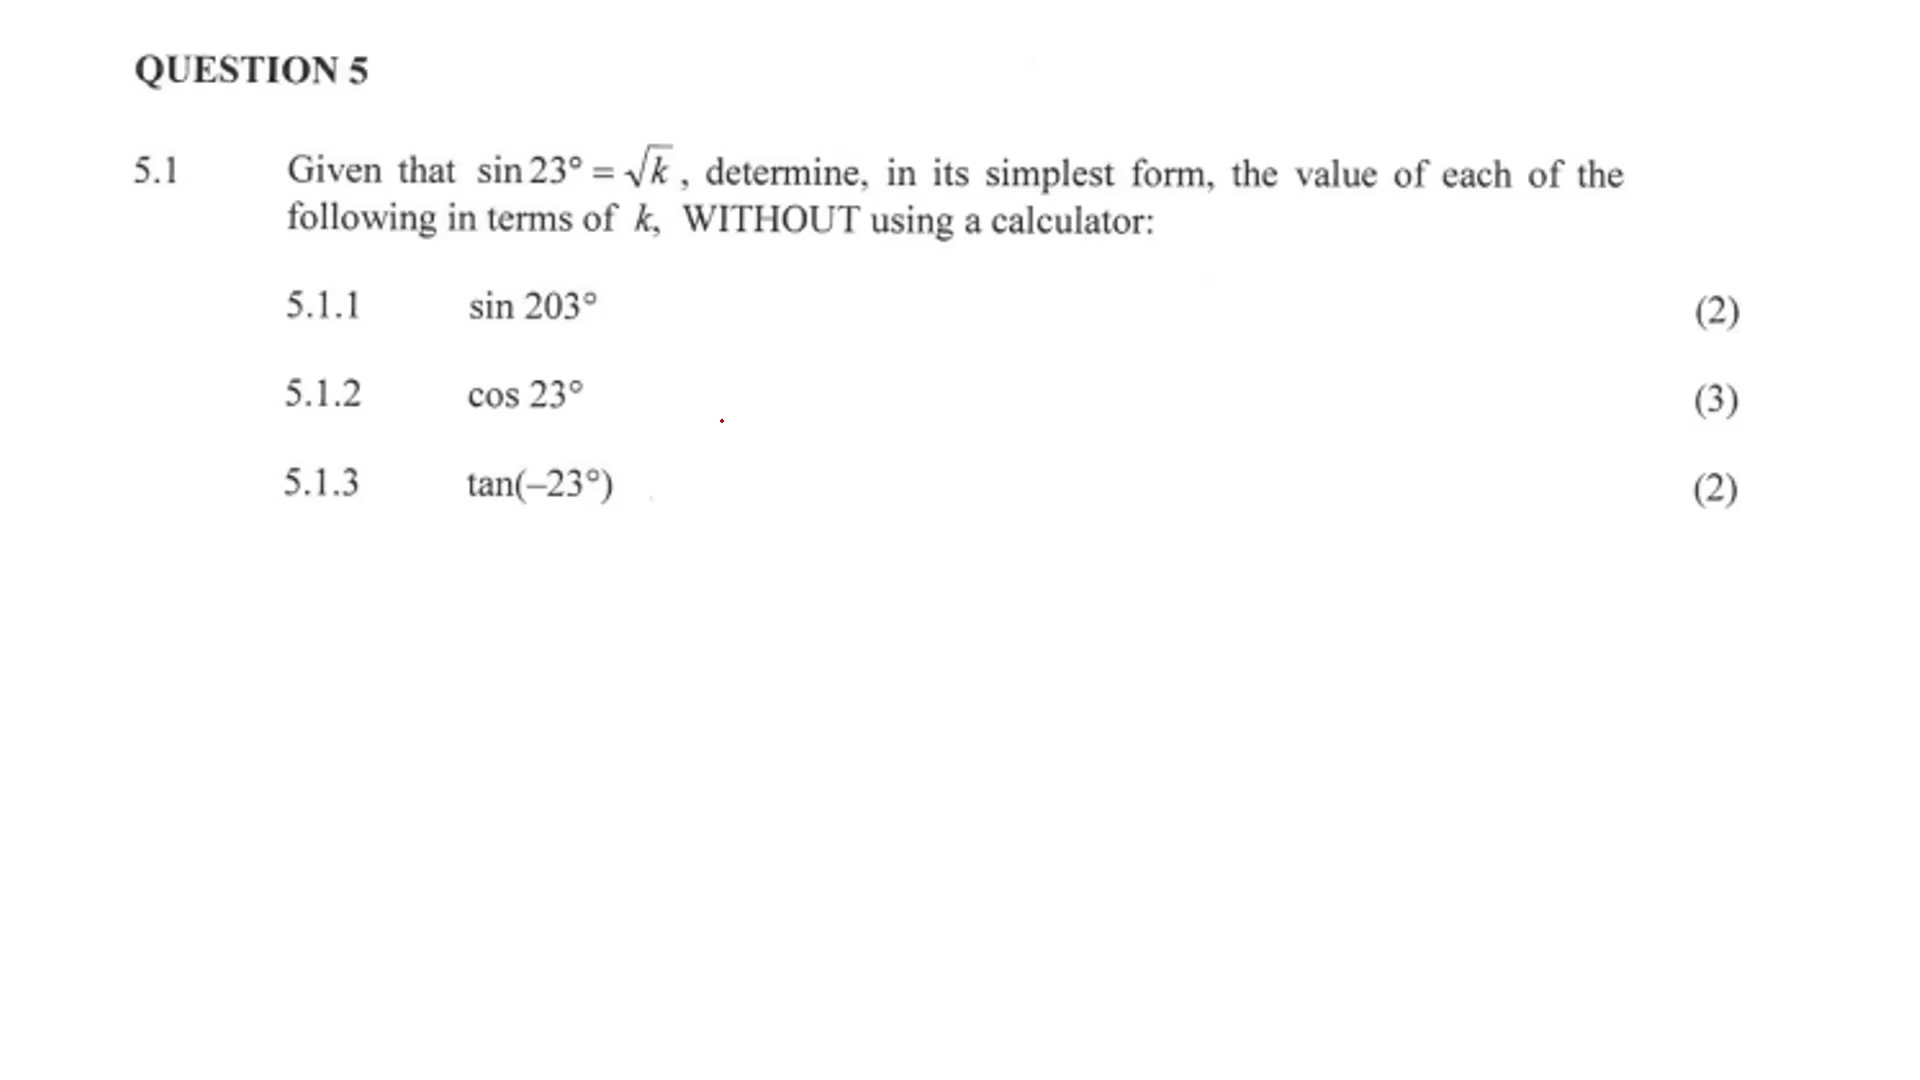 QUESTION 5
5.1 Given that sin 23° = √k , determine, in its simplest form, the value of each of the
following in terms of k, WITHOUT using a calculator:
5.1.1 sin 203° (2)
5.1.2 cos 23° (3)
5.1.3 tan(–23°) (2)